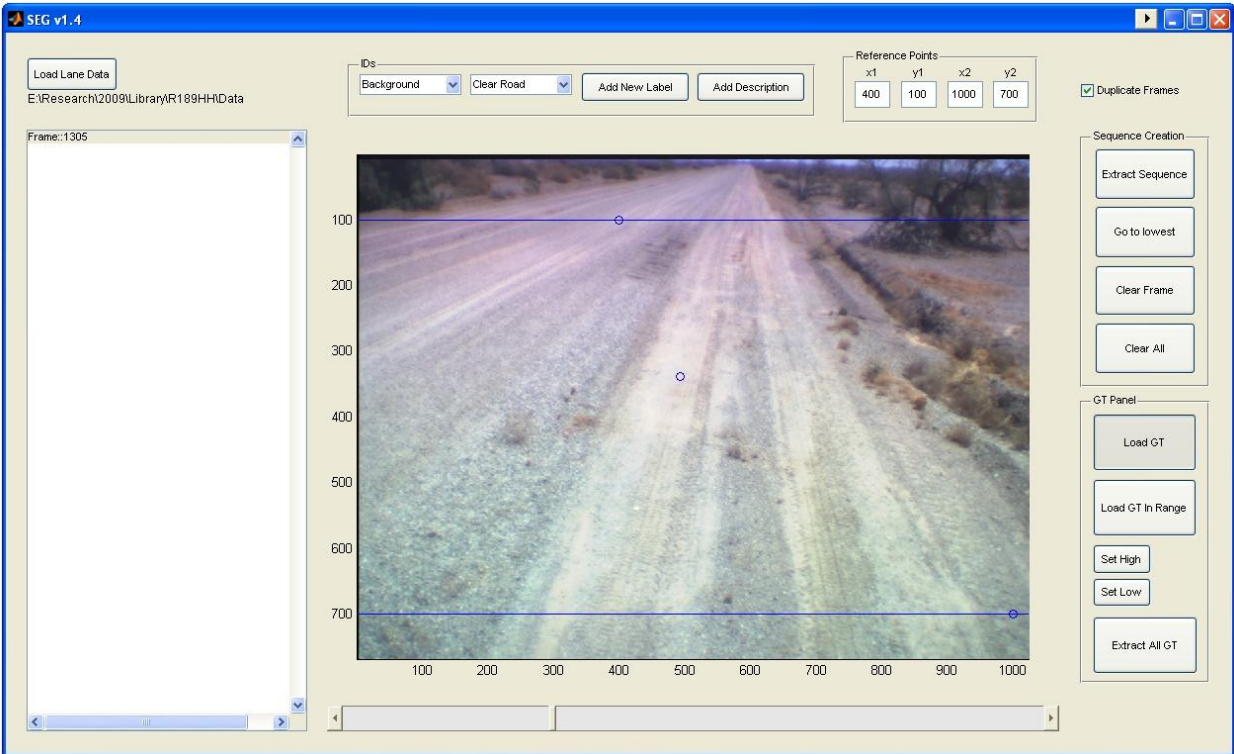 SEG v1.4
Load Lane Data
E:\Research\2009\Library\R189HH\Data
IDs
Background
Clear Road
Add New Label
Add Description
Reference Points
x1 y1 x2 y2
400 100 1000 700
Duplicate Frames
Frame::1305
Sequence Creation
Extract Sequence
Go to lowest
Clear Frame
Clear All
GT Panel
Load GT
Load GT In Range
Set High
Set Low
Extract All GT
100
200
300
400
500
600
700
100 200 300 400 500 600 700 800 900 1000